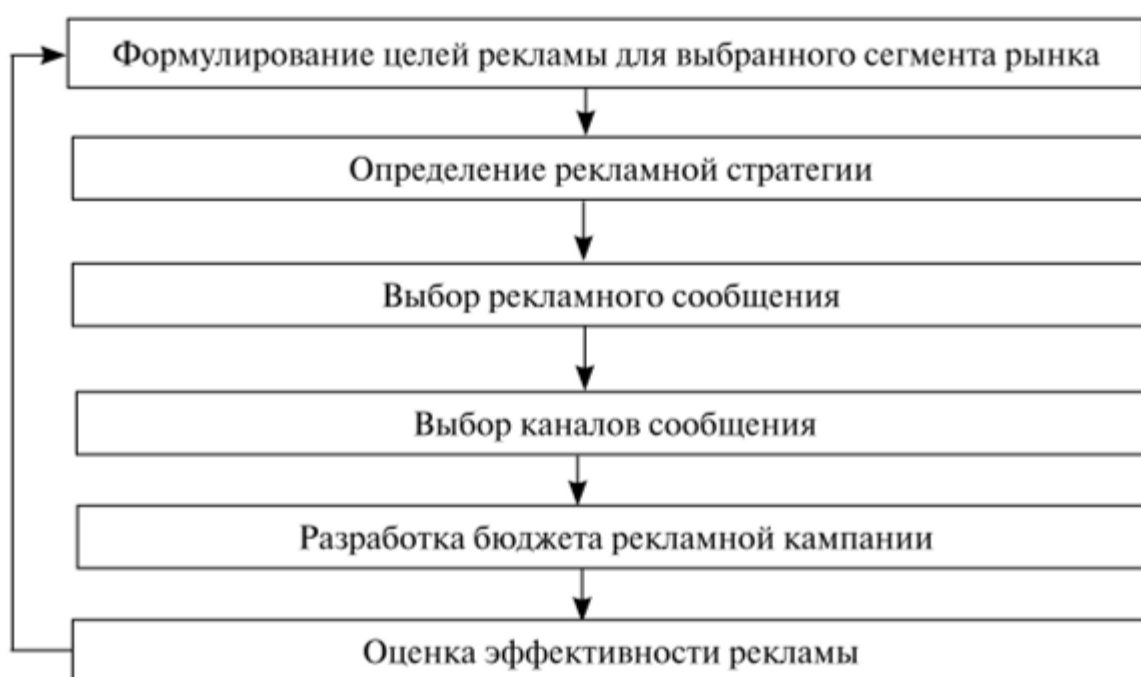 Формулирование целей рекламы для выбранного сегмента рынка
Определение рекламной стратегии
Выбор рекламного сообщения
Выбор каналов сообщения
Разработка бюджета рекламной кампании
Оценка эффективности рекламы